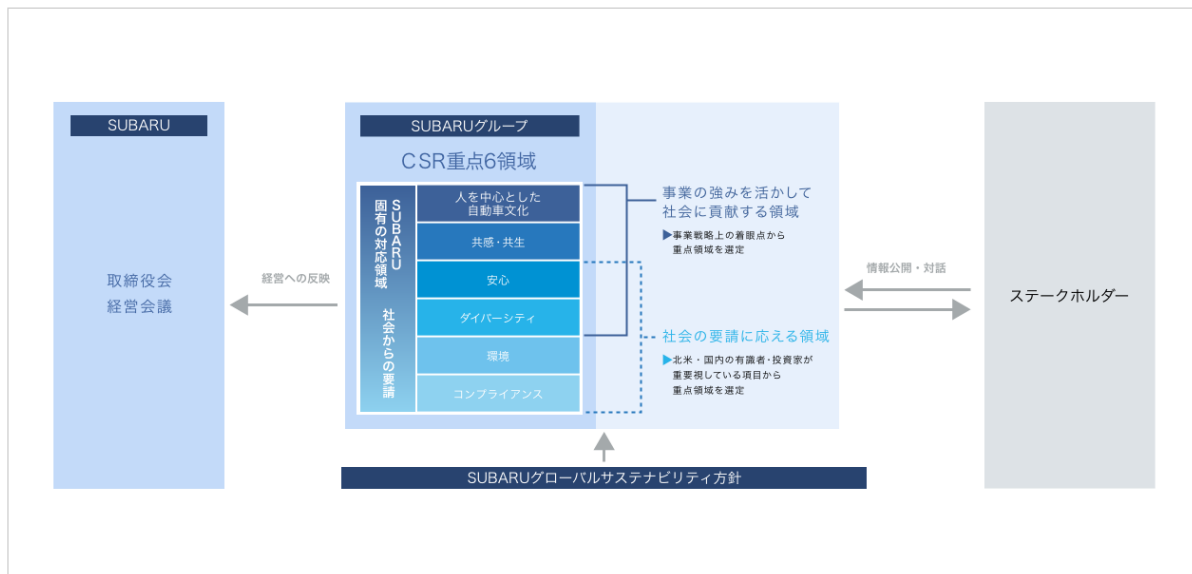 SUBARU
取締役会
経営会議
経営への反映
SUBARUグループ
CSR重点6領域
SUBARU
固有の対応領域
社会からの要請
人を中心とした
自動車文化
共感・共生
安心
ダイバーシティ
環境
コンプライアンス
事業の強みを活かして
社会に貢献する領域
▶事業戦略上の着眼点から
重点領域を選定
社会の要請に応える領域
▶北米・国内の有識者・投資家が
重要視している項目から
重点領域を選定
SUBARUグローバルサステナビリティ方針
情報公開・対話
ステークホルダー